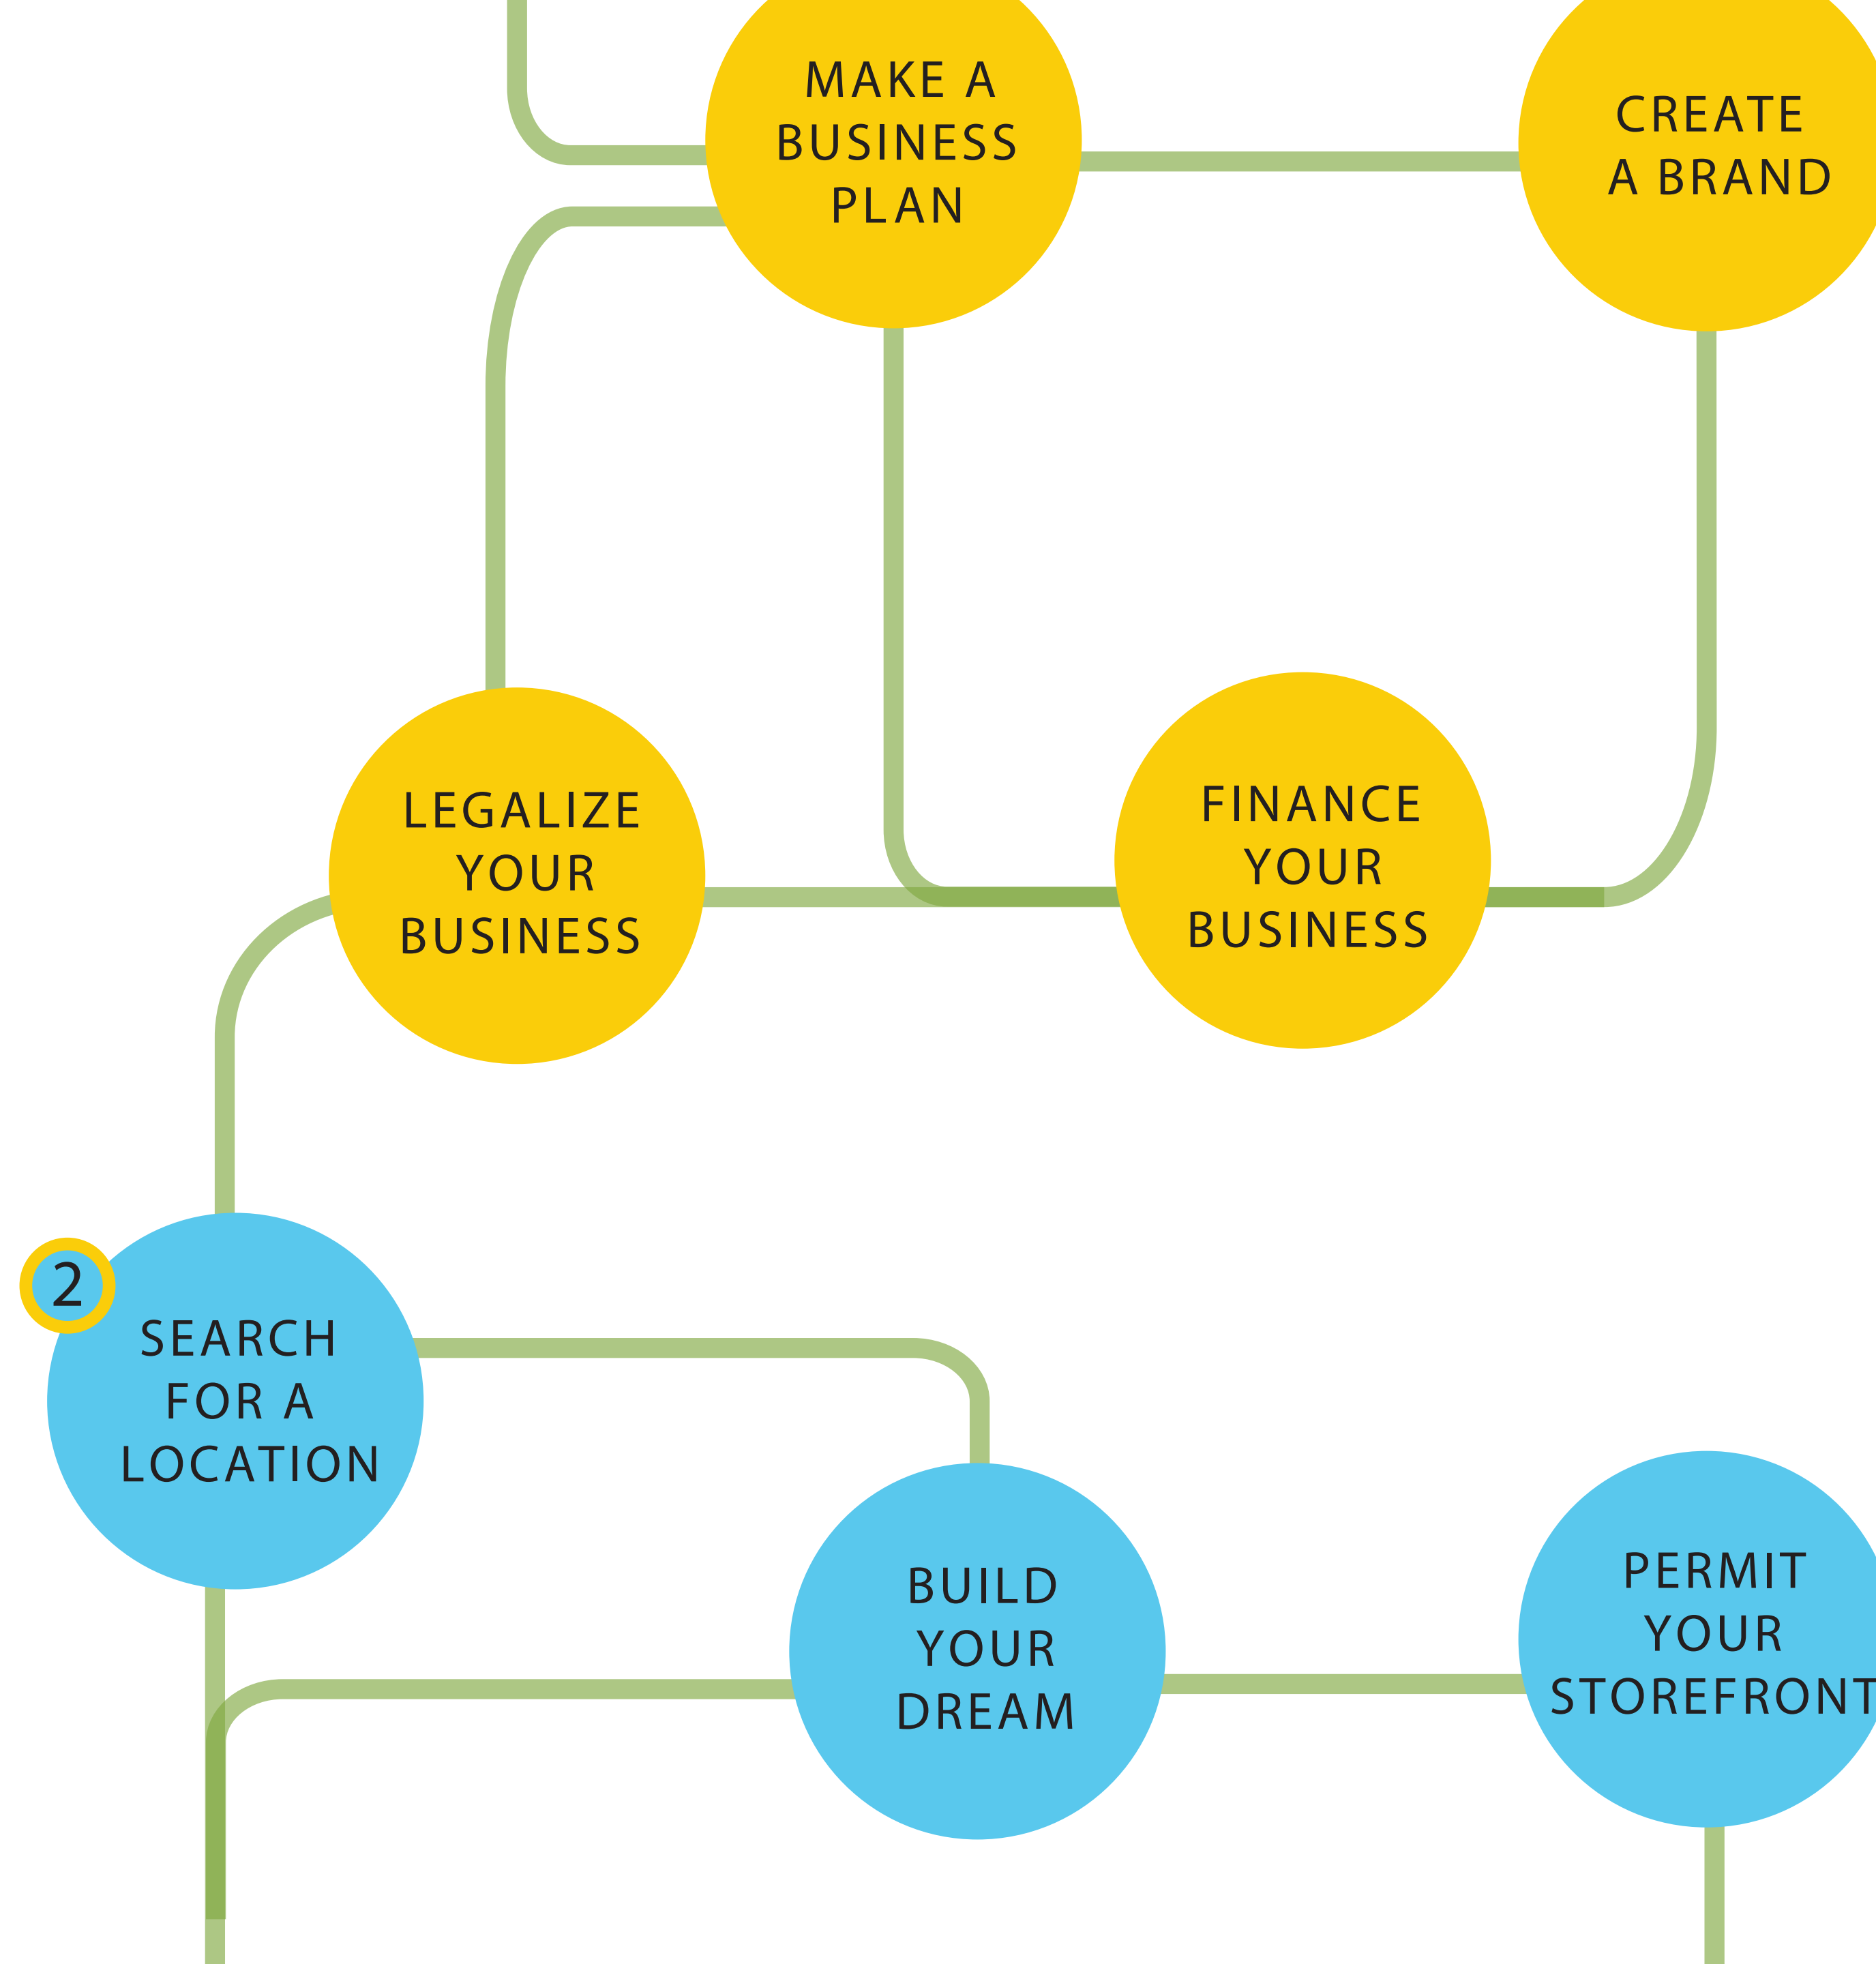 MAKE A
BUSINESS
PLAN
CREATE
A BRAND
LEGALIZE
YOUR
BUSINESS
FINANCE
YOUR
BUSINESS
2
SEARCH
FOR A
LOCATION
BUILD
YOUR
DREAM
PERMIT
YOUR
STOREFRONT